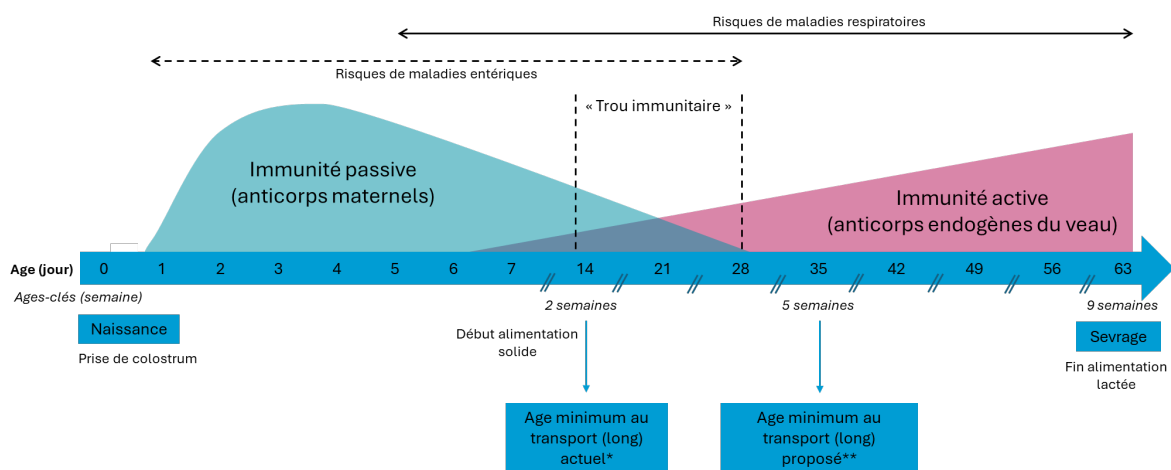 Risques de maladies respiratoires
Risques de maladies entériques
« Trou immunitaire »
Immunité passive
(anticorps maternels)
Immunité active
(anticorps endogènes du veau)
Age (jour) 0 1 2 3 4 5 6 7 14 21 28 35 42 49 56 63
Ages-clés (semaine) 2 semaines 5 semaines 9 semaines
Naissance
Prise de colostrum
Début alimentation
solide
Sevrage
Fin alimentation
lactée
Age minimum au
transport (long)
actuel*
Age minimum au
transport (long)
proposé**